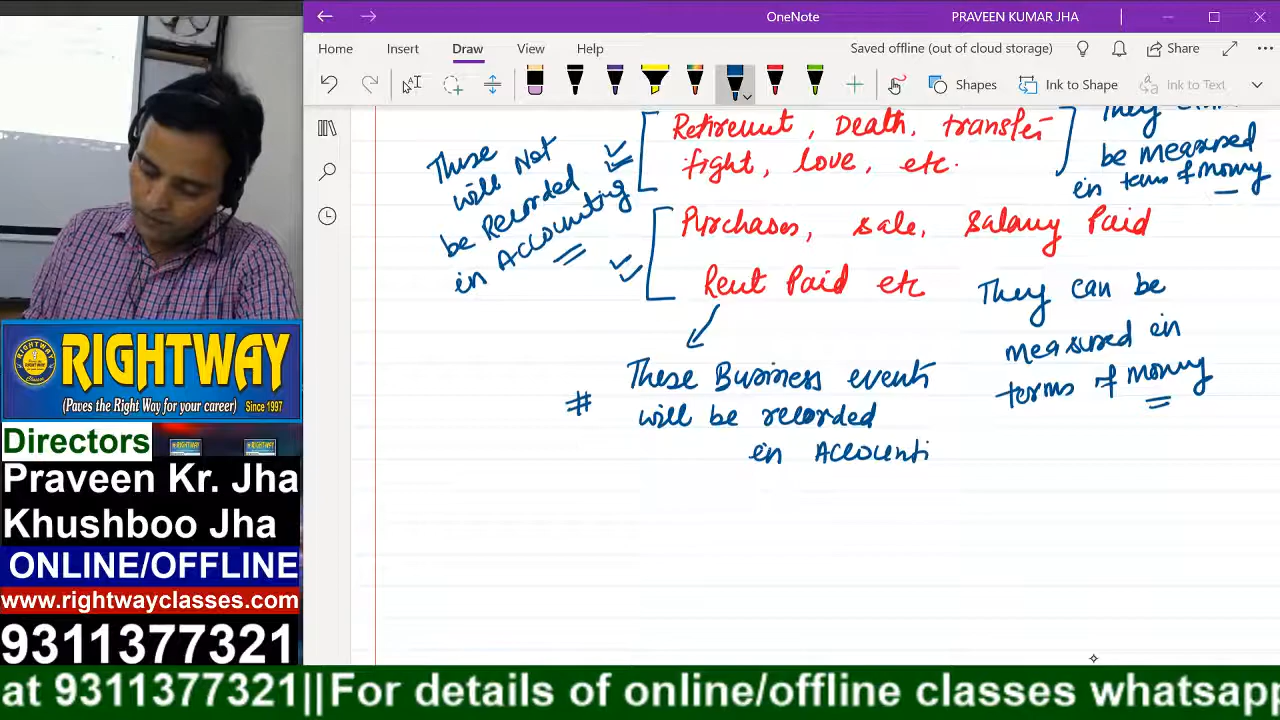 OneNote
PRAVEEN KUMAR JHA
Home Insert Draw View Help
Saved offline (out of cloud storage)
Share
Shapes
Ink to Shape
Ink to Text
Retirement, Death, transfer
fight, love, etc.
be measured
in terms of money
These
will Not
be Recorded
in Accounting
Purchases, sale, Salary Paid
Rent Paid etc
They can be
measured in
terms of money
# These Business events
will be recorded
in Accounti
RIGHTWAY
Classes
(Paves the Right Way for your career) Since 1997
Directors
Praveen Kr. Jha
Khushboo Jha
ONLINE/OFFLINE
www.rightwayclasses.com
9311377321
at 9311377321||For details of online/offline classes whatsapp